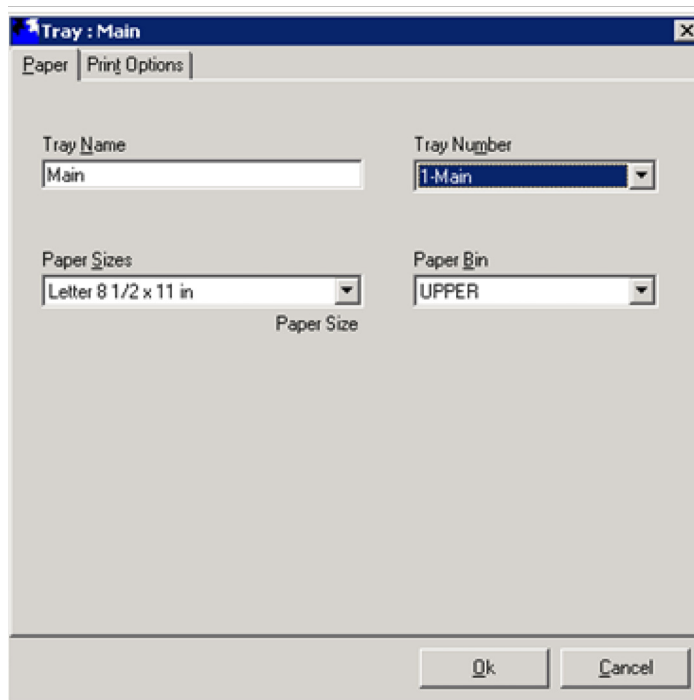 Tray : Main
Paper Print Options
Tray Name Tray Number
Main 1-Main
Paper Sizes Paper Bin
Letter 8 1/2 x 11 in UPPER
Paper Size
Ok Cancel